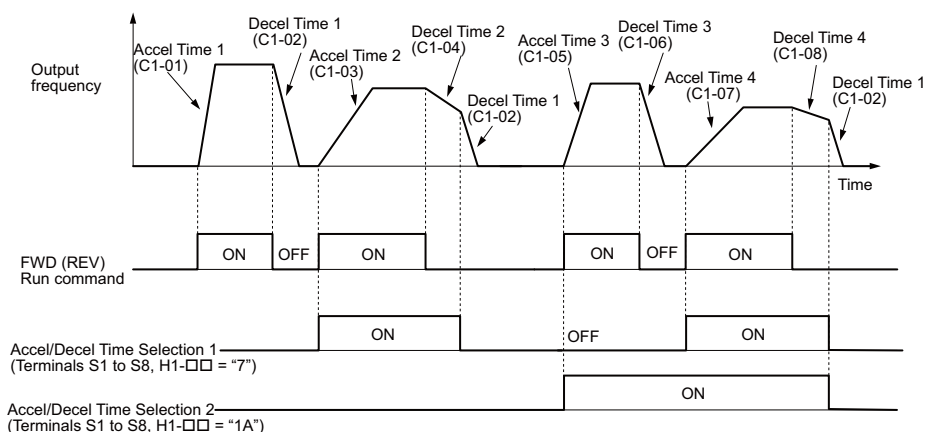 Accel Time 1
(C1-01)
Decel Time 1
(C1-02)
Accel Time 2
(C1-03)
Decel Time 2
(C1-04)
Decel Time 1
(C1-02)
Accel Time 3
(C1-05)
Decel Time 3
(C1-06)
Accel Time 4
(C1-07)
Decel Time 4
(C1-08)
Decel Time 1
(C1-02)
Output
frequency
Time
FWD (REV)
Run command
ON
OFF
ON
ON
OFF
ON
Accel/Decel Time Selection 1
(Terminals S1 to S8, H1-□□ = “7”)
ON
OFF
ON
Accel/Decel Time Selection 2
(Terminals S1 to S8, H1-□□ = “1A”)
ON